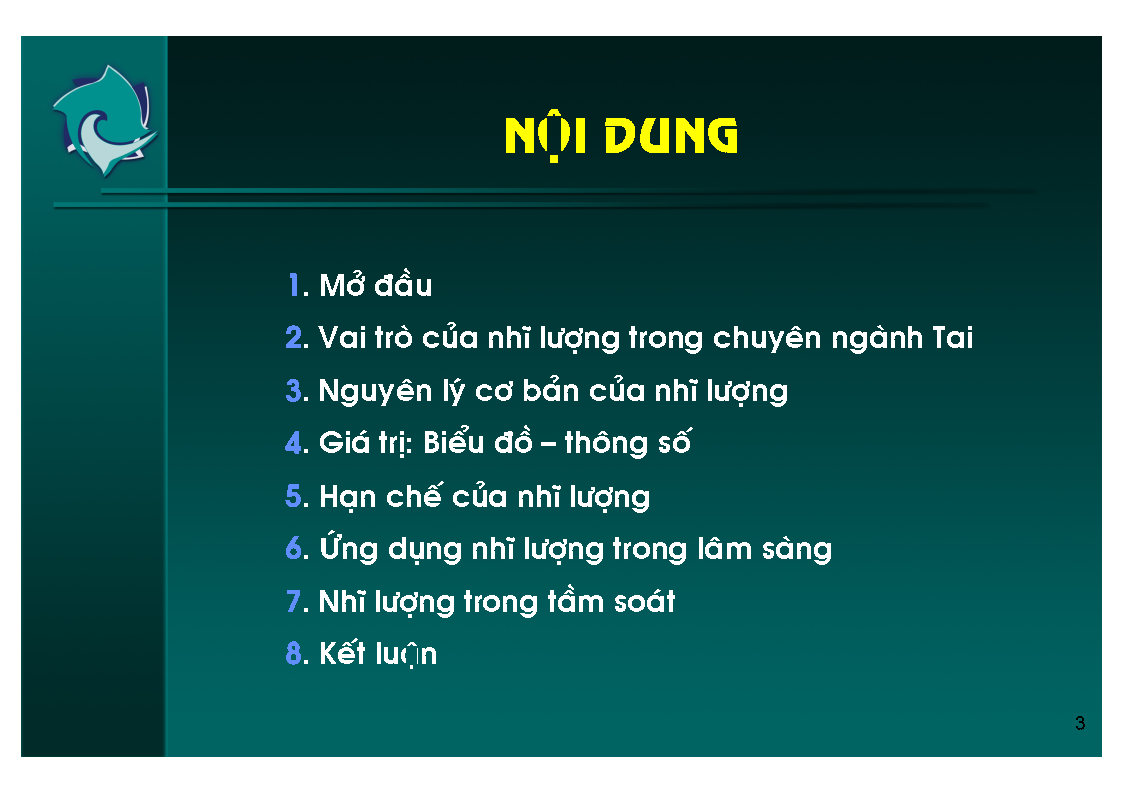 NỘI DUNG
1. Mở đầu
2. Vai trò của nhĩ lượng trong chuyên ngành Tai
3. Nguyên lý cơ bản của nhĩ lượng
4. Giá trị: Biểu đồ – thông số
5. Hạn chế của nhĩ lượng
6. Ứng dụng nhĩ lượng trong lâm sàng
7. Nhĩ lượng trong tầm soát
8. Kết luận
3